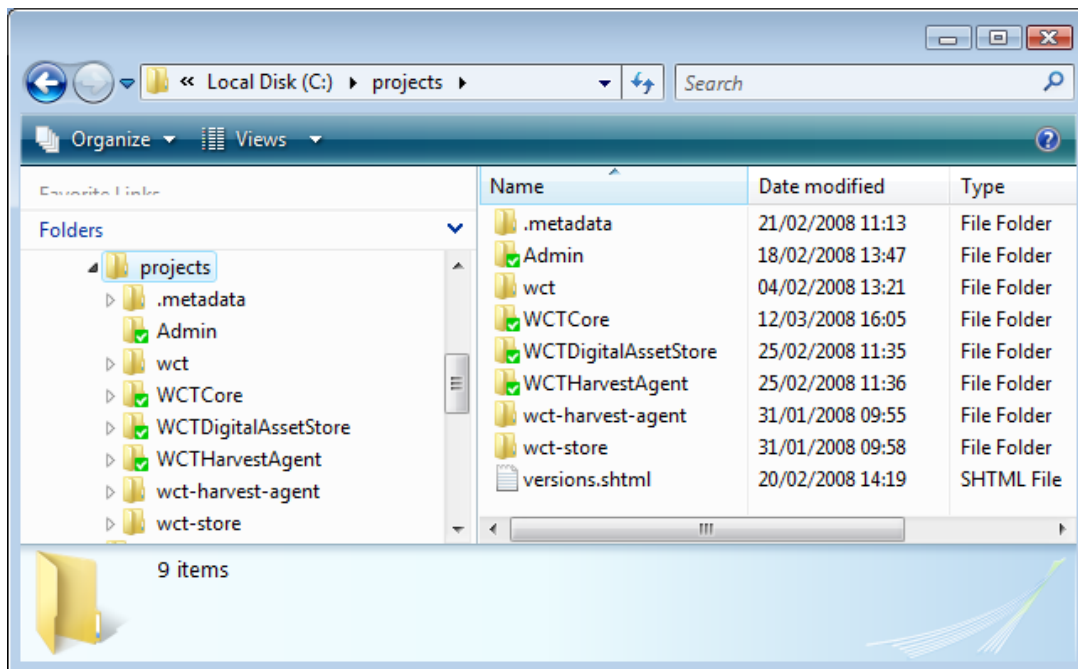 « Local Disk (C:) projects Search
Organize Views
Favorite Links
Folders
projects
.metadata
Admin
wct
WCTCore
WCTDigitalAssetStore
WCTHarvestAgent
wct-harvest-agent
wct-store
Name Date modified Type
.metadata 21/02/2008 11:13 File Folder
Admin 18/02/2008 13:47 File Folder
wct 04/02/2008 13:21 File Folder
WCTCore 12/03/2008 16:05 File Folder
WCTDigitalAssetStore 25/02/2008 11:35 File Folder
WCTHarvestAgent 25/02/2008 11:36 File Folder
wct-harvest-agent 31/01/2008 09:55 File Folder
wct-store 31/01/2008 09:58 File Folder
versions.shtml 20/02/2008 14:19 SHTML File
9 items